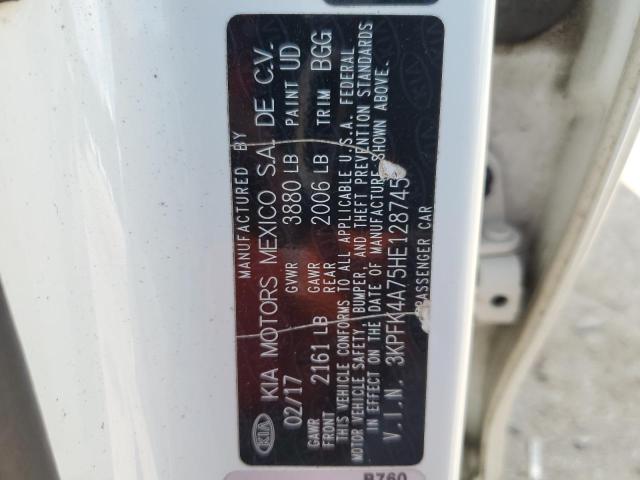 MANUFACTURED BY
KIA KIA MOTORS MEXICO S.A. DE C.V.
02/17 GVWR 3880 LB PAINT UD
GAWR FRONT 2161 LB GAWR REAR 2006 LB TRIM BGG
THIS VEHICLE CONFORMS TO ALL APPLICABLE U.S.A. FEDERAL
MOTOR VEHICLE SAFETY, BUMPER, AND THEFT PREVENTION STANDARDS
IN EFFECT ON THE DATE OF MANUFACTURE SHOWN ABOVE.
V.I.N. 3KPFK4A75HE128745
PASSENGER CAR
B760